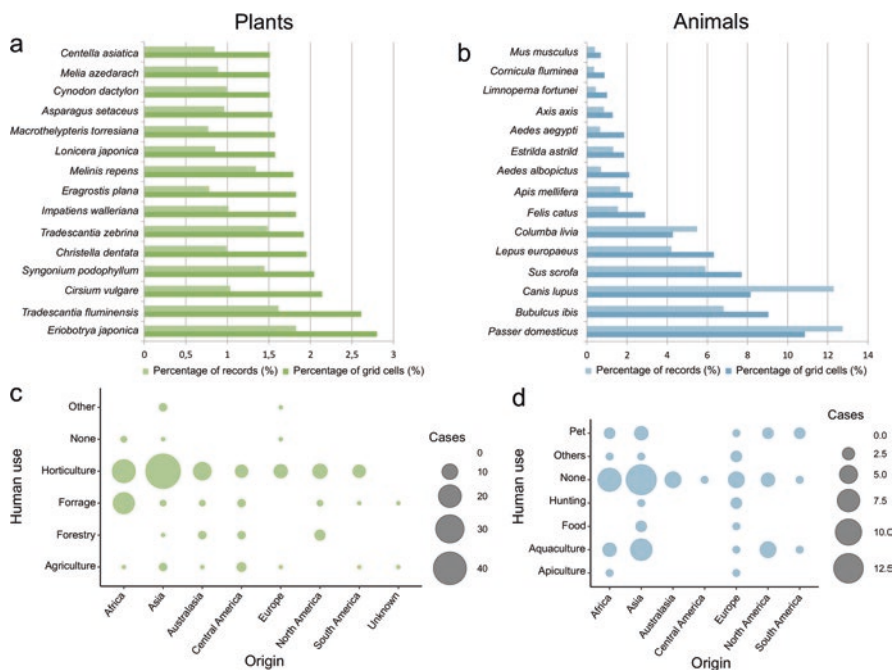 Plants
Animals
a
Centella asiatica
Melia azedarach
Cynodon dactylon
Asparagus setaceus
Macrothelypteris torresiana
Lonicera japonica
Melinis repens
Eragrostis plana
Impatiens walleriana
Tradescantia zebrina
Christella dentata
Syngonium podophyllum
Cirsium vulgare
Tradescantia fluminensis
Eriobotrya japonica
0 0,5 1 1,5 2 2,5 3
Percentage of records (%) Percentage of grid cells (%)
b
Mus musculus
Cornicula fluminea
Limnoperna fortunei
Axis axis
Aedes aegypti
Estrilda astrild
Aedes albopictus
Apis mellifera
Felis catus
Columba livia
Lepus europaeus
Sus scrofa
Canis lupus
Bubulcus ibis
Passer domesticus
0 2 4 6 8 10 12 14
Percentage of records (%) Percentage of grid cells (%)
c
Human use
Other
None
Horticulture
Forrage
Forestry
Agriculture
Africa
Asia
Australasia
Central America
Europe
North America
South America
Unknown
Origin
Cases
0
10
20
30
40
d
Human use
Pet
Others
None
Hunting
Food
Aquaculture
Apiculture
Africa
Asia
Australasia
Central America
Europe
North America
South America
Origin
Cases
0.0
2.5
5.0
7.5
10.0
12.5